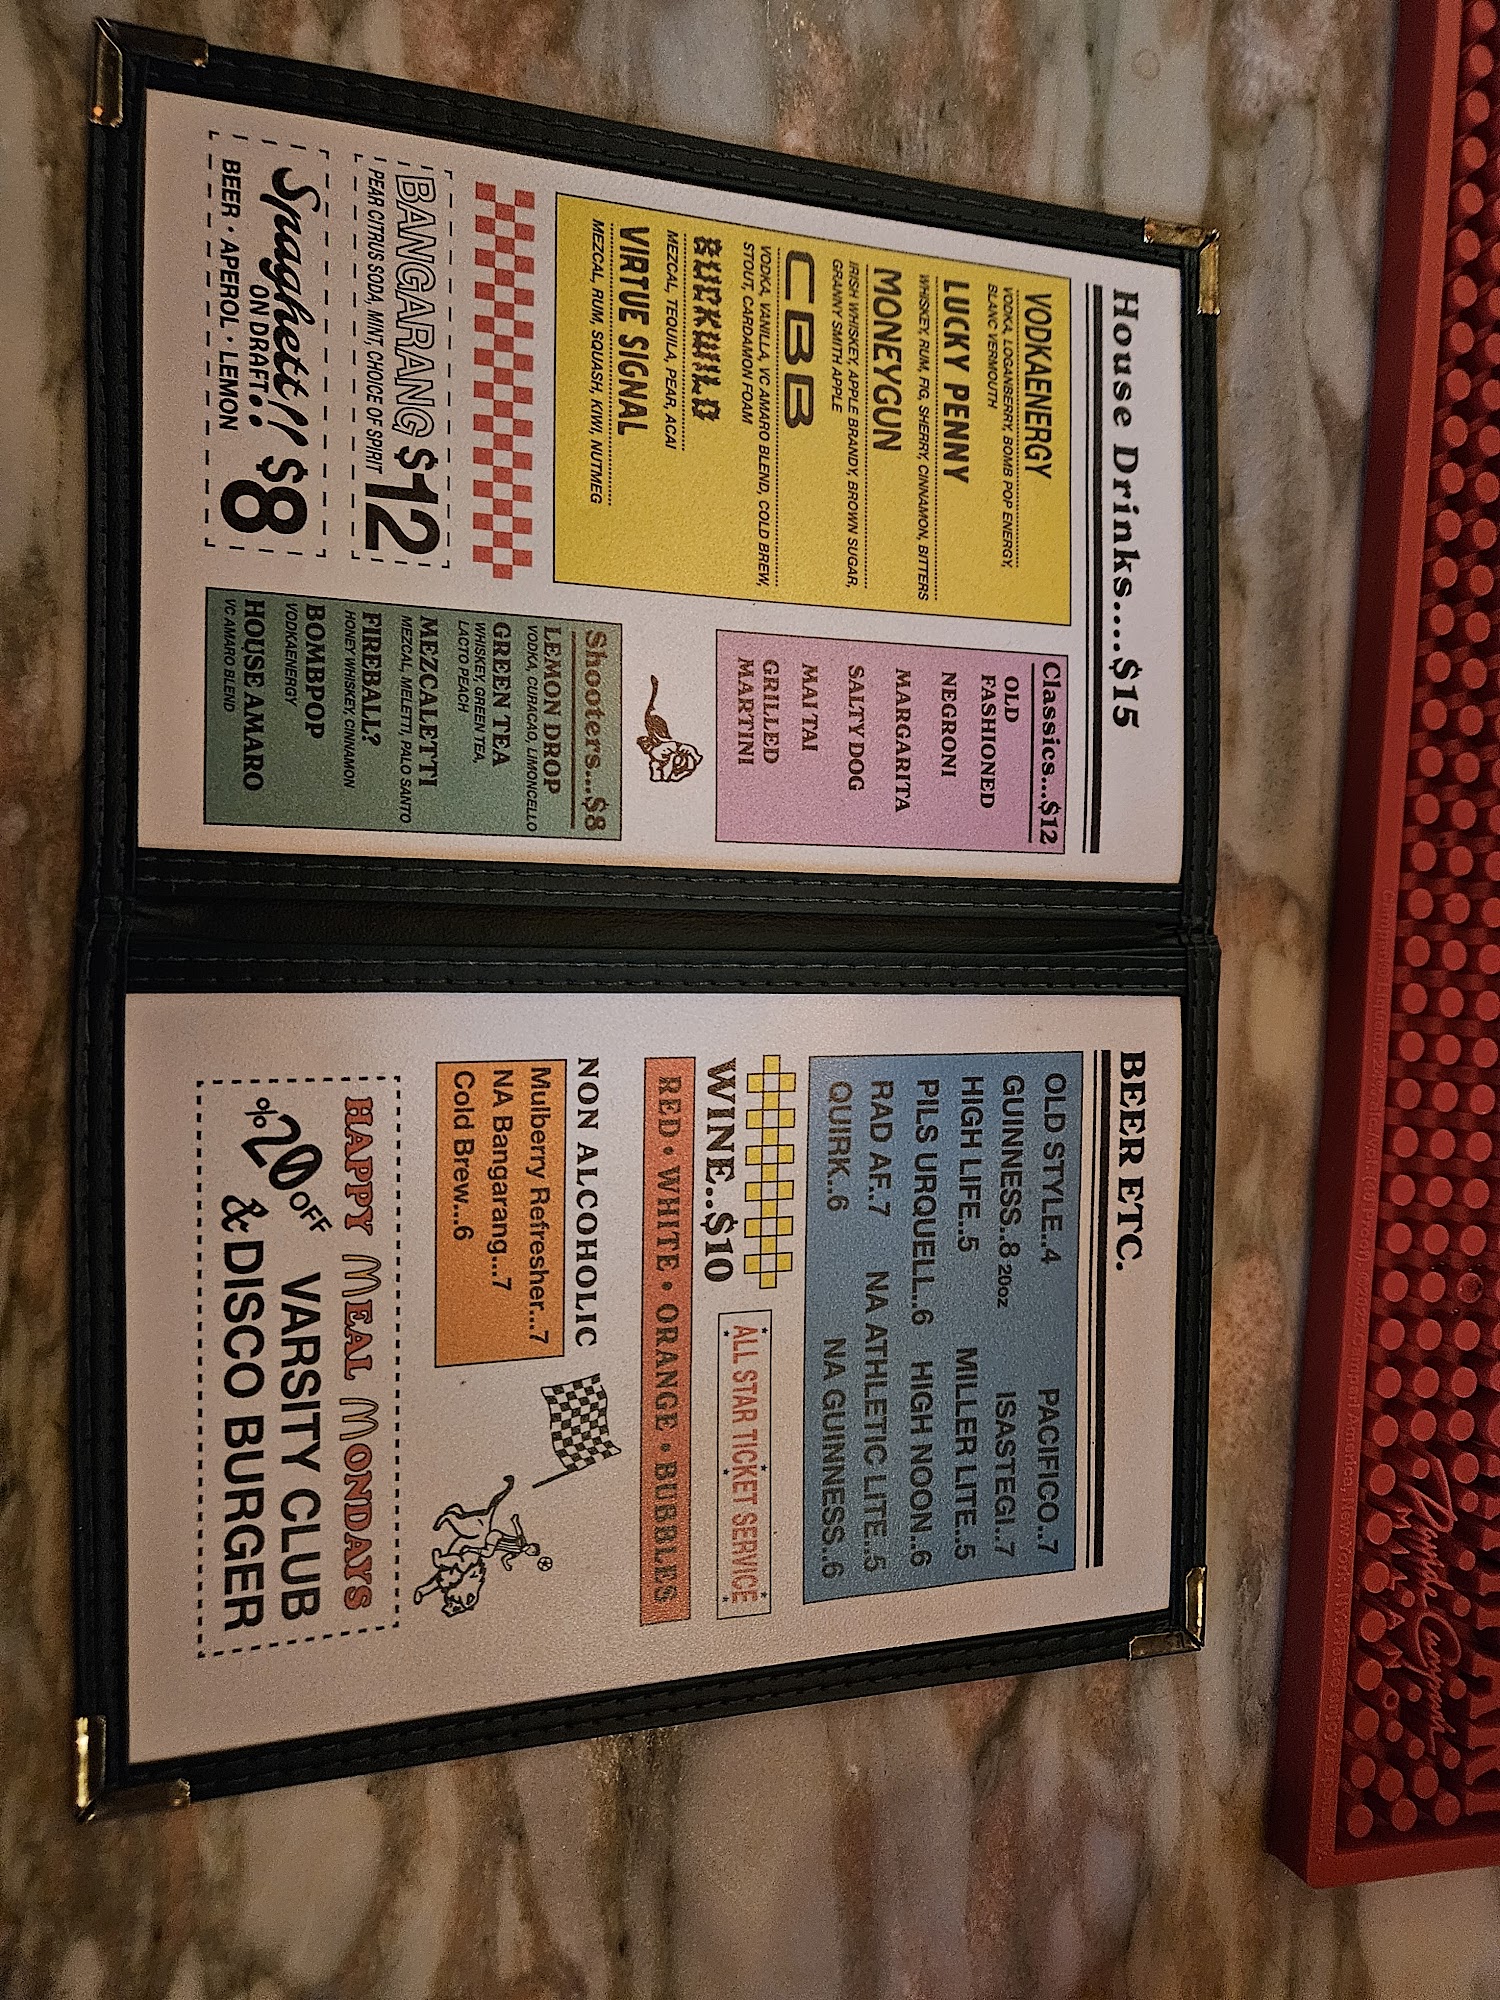 House Drinks....$15
VODKAENERGY
VODKA, LOGANBERRY, BOMB POP ENERGY,
BLANC VERMOUTH
LUCKY PENNY
WHISKEY, RUM, FIG, SHERRY, CINNAMON, BITTERS
MONEYGUN
IRISH WHISKEY, APPLE BRANDY, BROWN SUGAR,
GRANNY SMITH APPLE
CBB
VODKA, VANILLA, VC AMARO BLEND, COLD BREW,
STOUT, CARDAMON FOAM
BUCKWILD
MEZCAL, TEQUILA, PEAR, ACAI
VIRTUE SIGNAL
MEZCAL, RUM, SQUASH, KIWI, NUTMEG
BANGARANG $12
PEAR CITRUS SODA, MINT, CHOICE OF SPIRIT
Spaghett!! $8
ON DRAFT!!
BEER • APEROL • LEMON
Classics...$12
OLD
FASHIONED
NEGRONI
MARGARITA
SALTY DOG
MAI TAI
GRILLED
MARTINI
Shooters...$8
LEMON DROP
VODKA, CURACAO, LIMONCELLO
GREEN TEA
WHISKEY, GREEN TEA,
LACTO PEACH
MEZCALETTI
MEZCAL, MELETTI, PALO SANTO
FIREBALL?
HONEY WHISKEY, CINNAMON
BOMBPOP
VODKAENERGY
HOUSE AMARO
VC AMARO BLEND
BEER ETC.
OLD STYLE..4 PACIFICO..7
GUINNESS..8 20oz ISASTEGI..7
HIGH LIFE..5 MILLER LITE..5
PILS URQUELL..6 HIGH NOON..6
RAD AF..7 NA ATHLETIC LITE..5
QUIRK..6 NA GUINNESS..6
WINE..$10
ALL STAR TICKET SERVICE
RED • WHITE • ORANGE • BUBBLES
NON ALCOHOLIC
Mulberry Refresher...7
NA Bangarang...7
Cold Brew...6
HAPPY MEAL MONDAYS
%20 OFF VARSITY CLUB
& DISCO BURGER